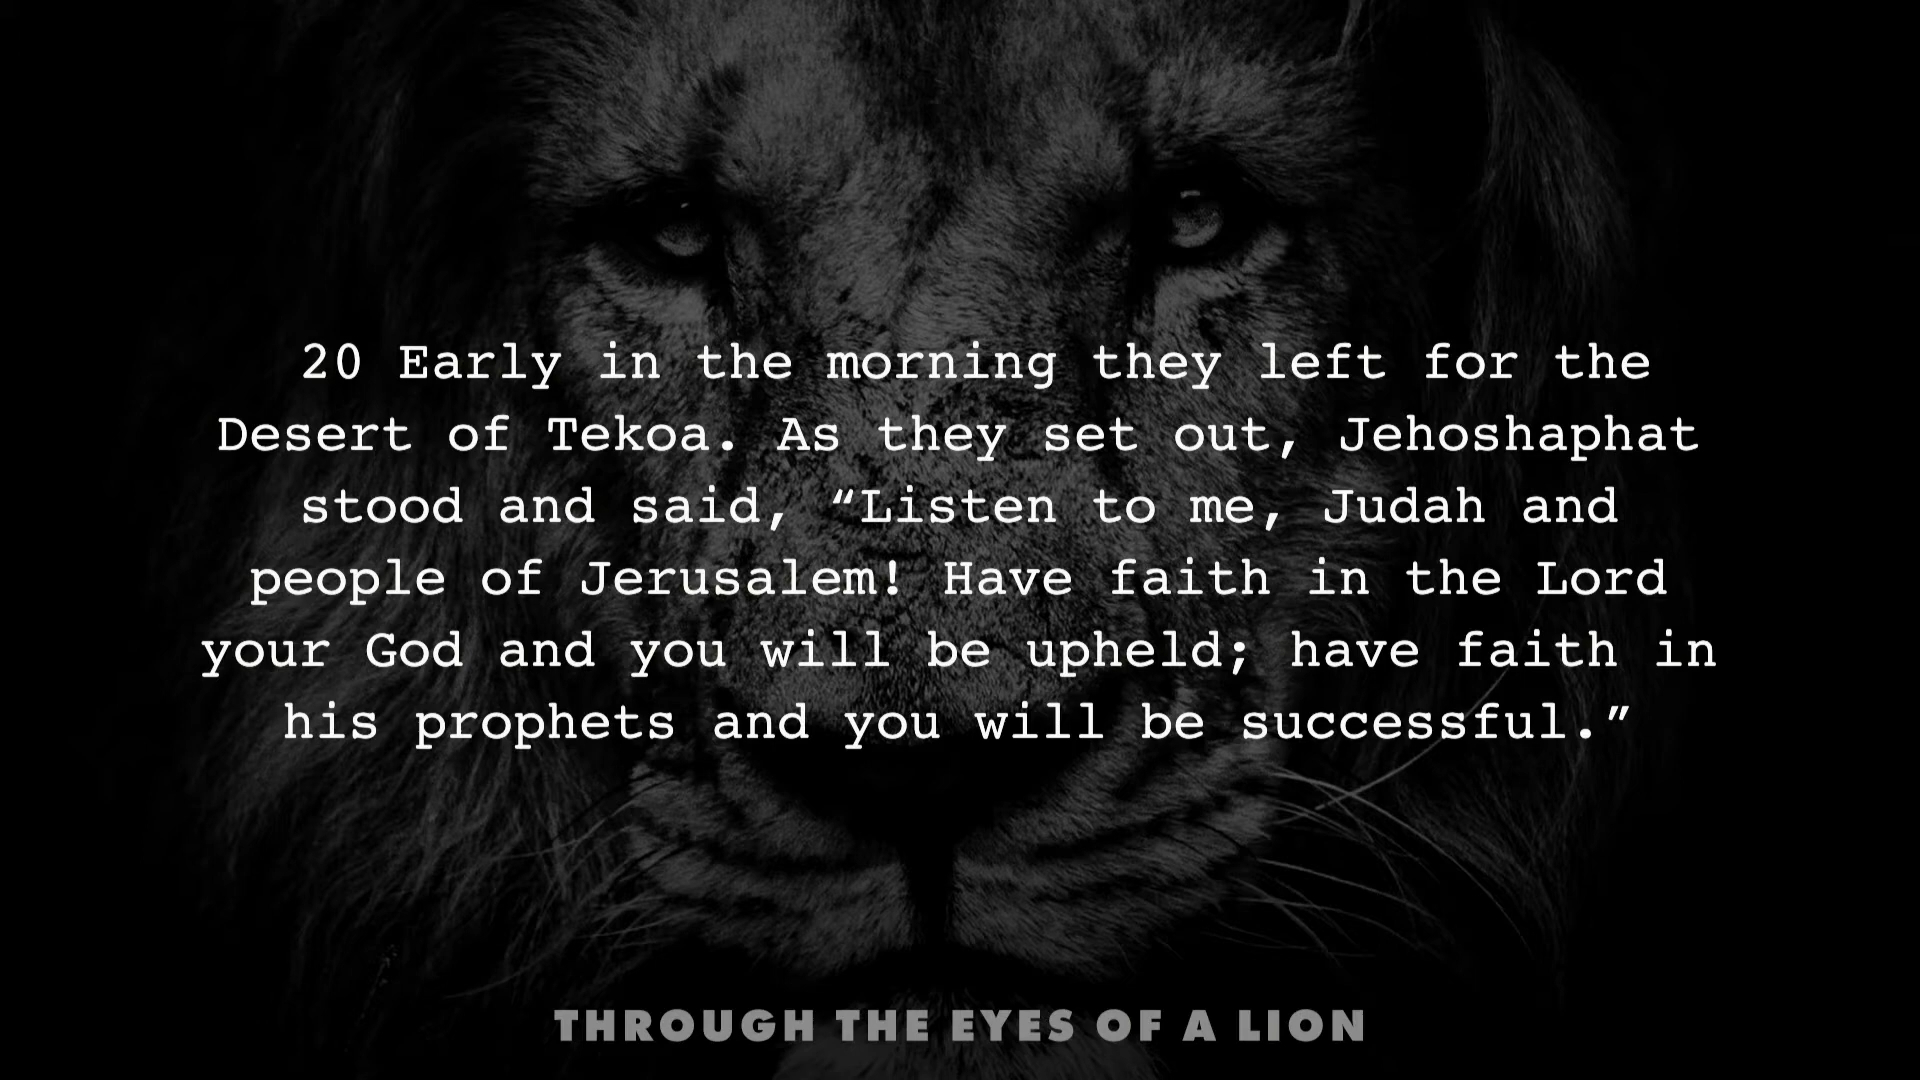 20 Early in the morning they left for the
Desert of Tekoa. As they set out, Jehoshaphat
stood and said, “Listen to me, Judah and
people of Jerusalem! Have faith in the Lord
your God and you will be upheld; have faith in
his prophets and you will be successful.”
THROUGH THE EYES OF A LION